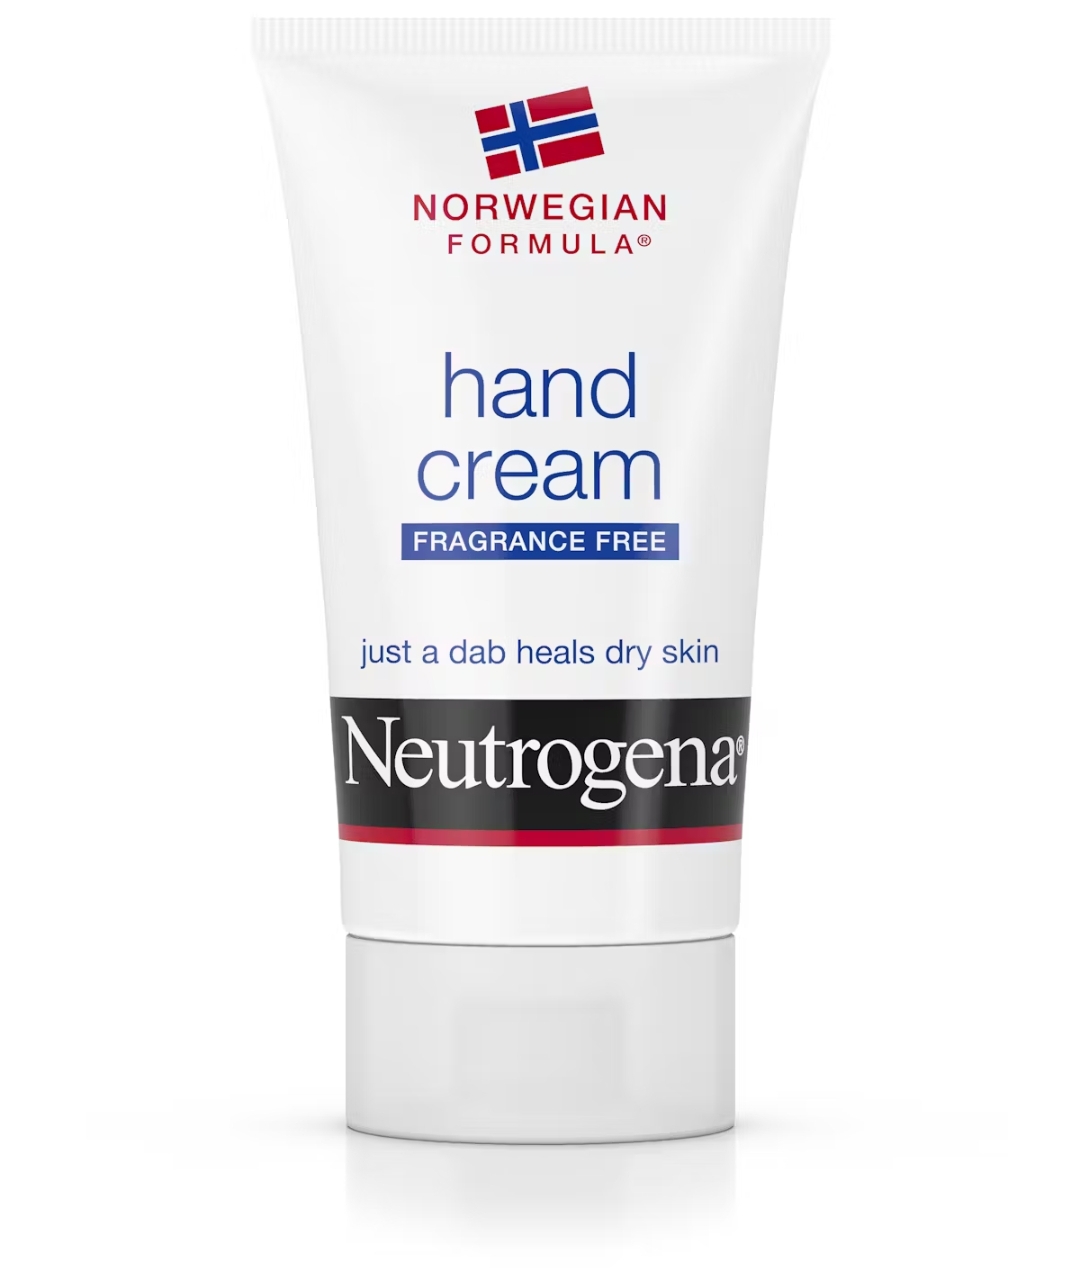 NORWEGIAN
FORMULA®
hand
cream
FRAGRANCE FREE
just a dab heals dry skin
Neutrogena®